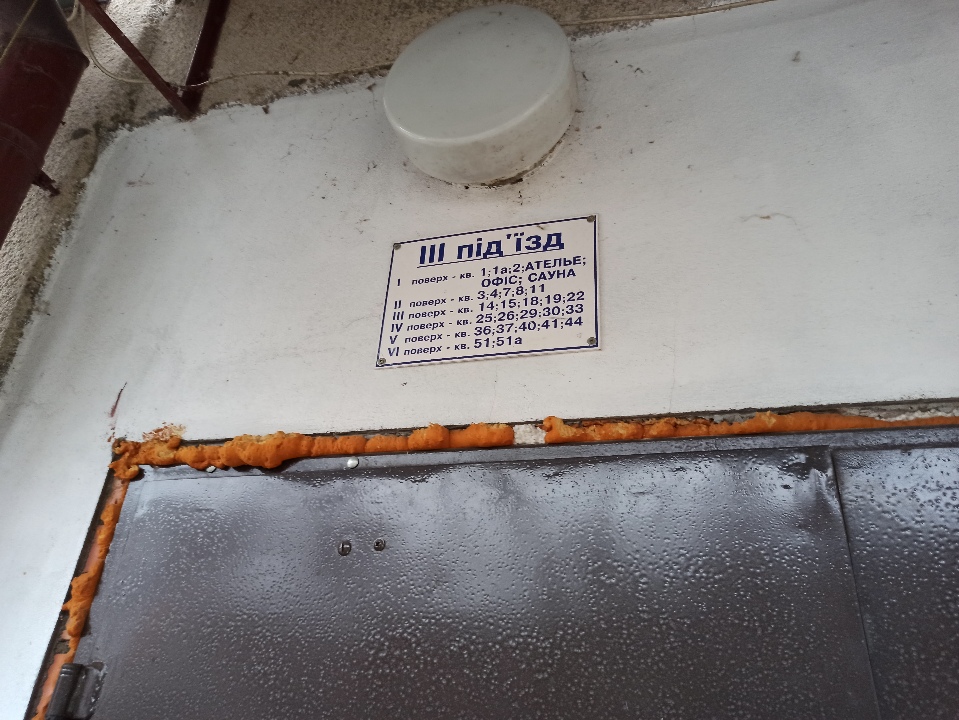 III під'їзд
I поверх - кв. 1;1а;2;АТЕЛЬЕ;
ОФІС; САУНА
II поверх - кв. 3;4;7;8;11
III поверх - кв. 14;15;18;19;22
IV поверх - кв. 25;26;29;30;33
V поверх - кв. 36;37;40;41;44
VI поверх - кв. 51;51а